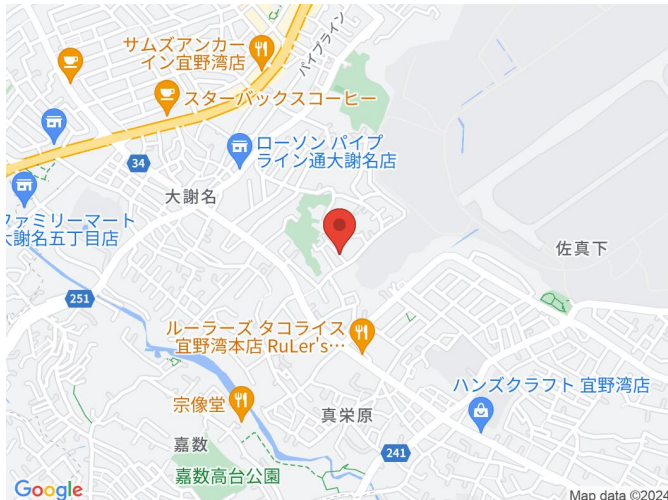 サムズアンカー
イン宜野湾店
パイプライン
スターバックスコーヒー
ローソン パイプ
ライン通大謝名店
34
大謝名
ファミリーマート
大謝名五丁目店
佐真下
251
ルーラーズ タコライス
宜野湾本店 RuLer's…
ハンズクラフト 宜野湾店
宗像堂
真栄原
嘉数
241
嘉数高台公園
Google
Map data ©2024